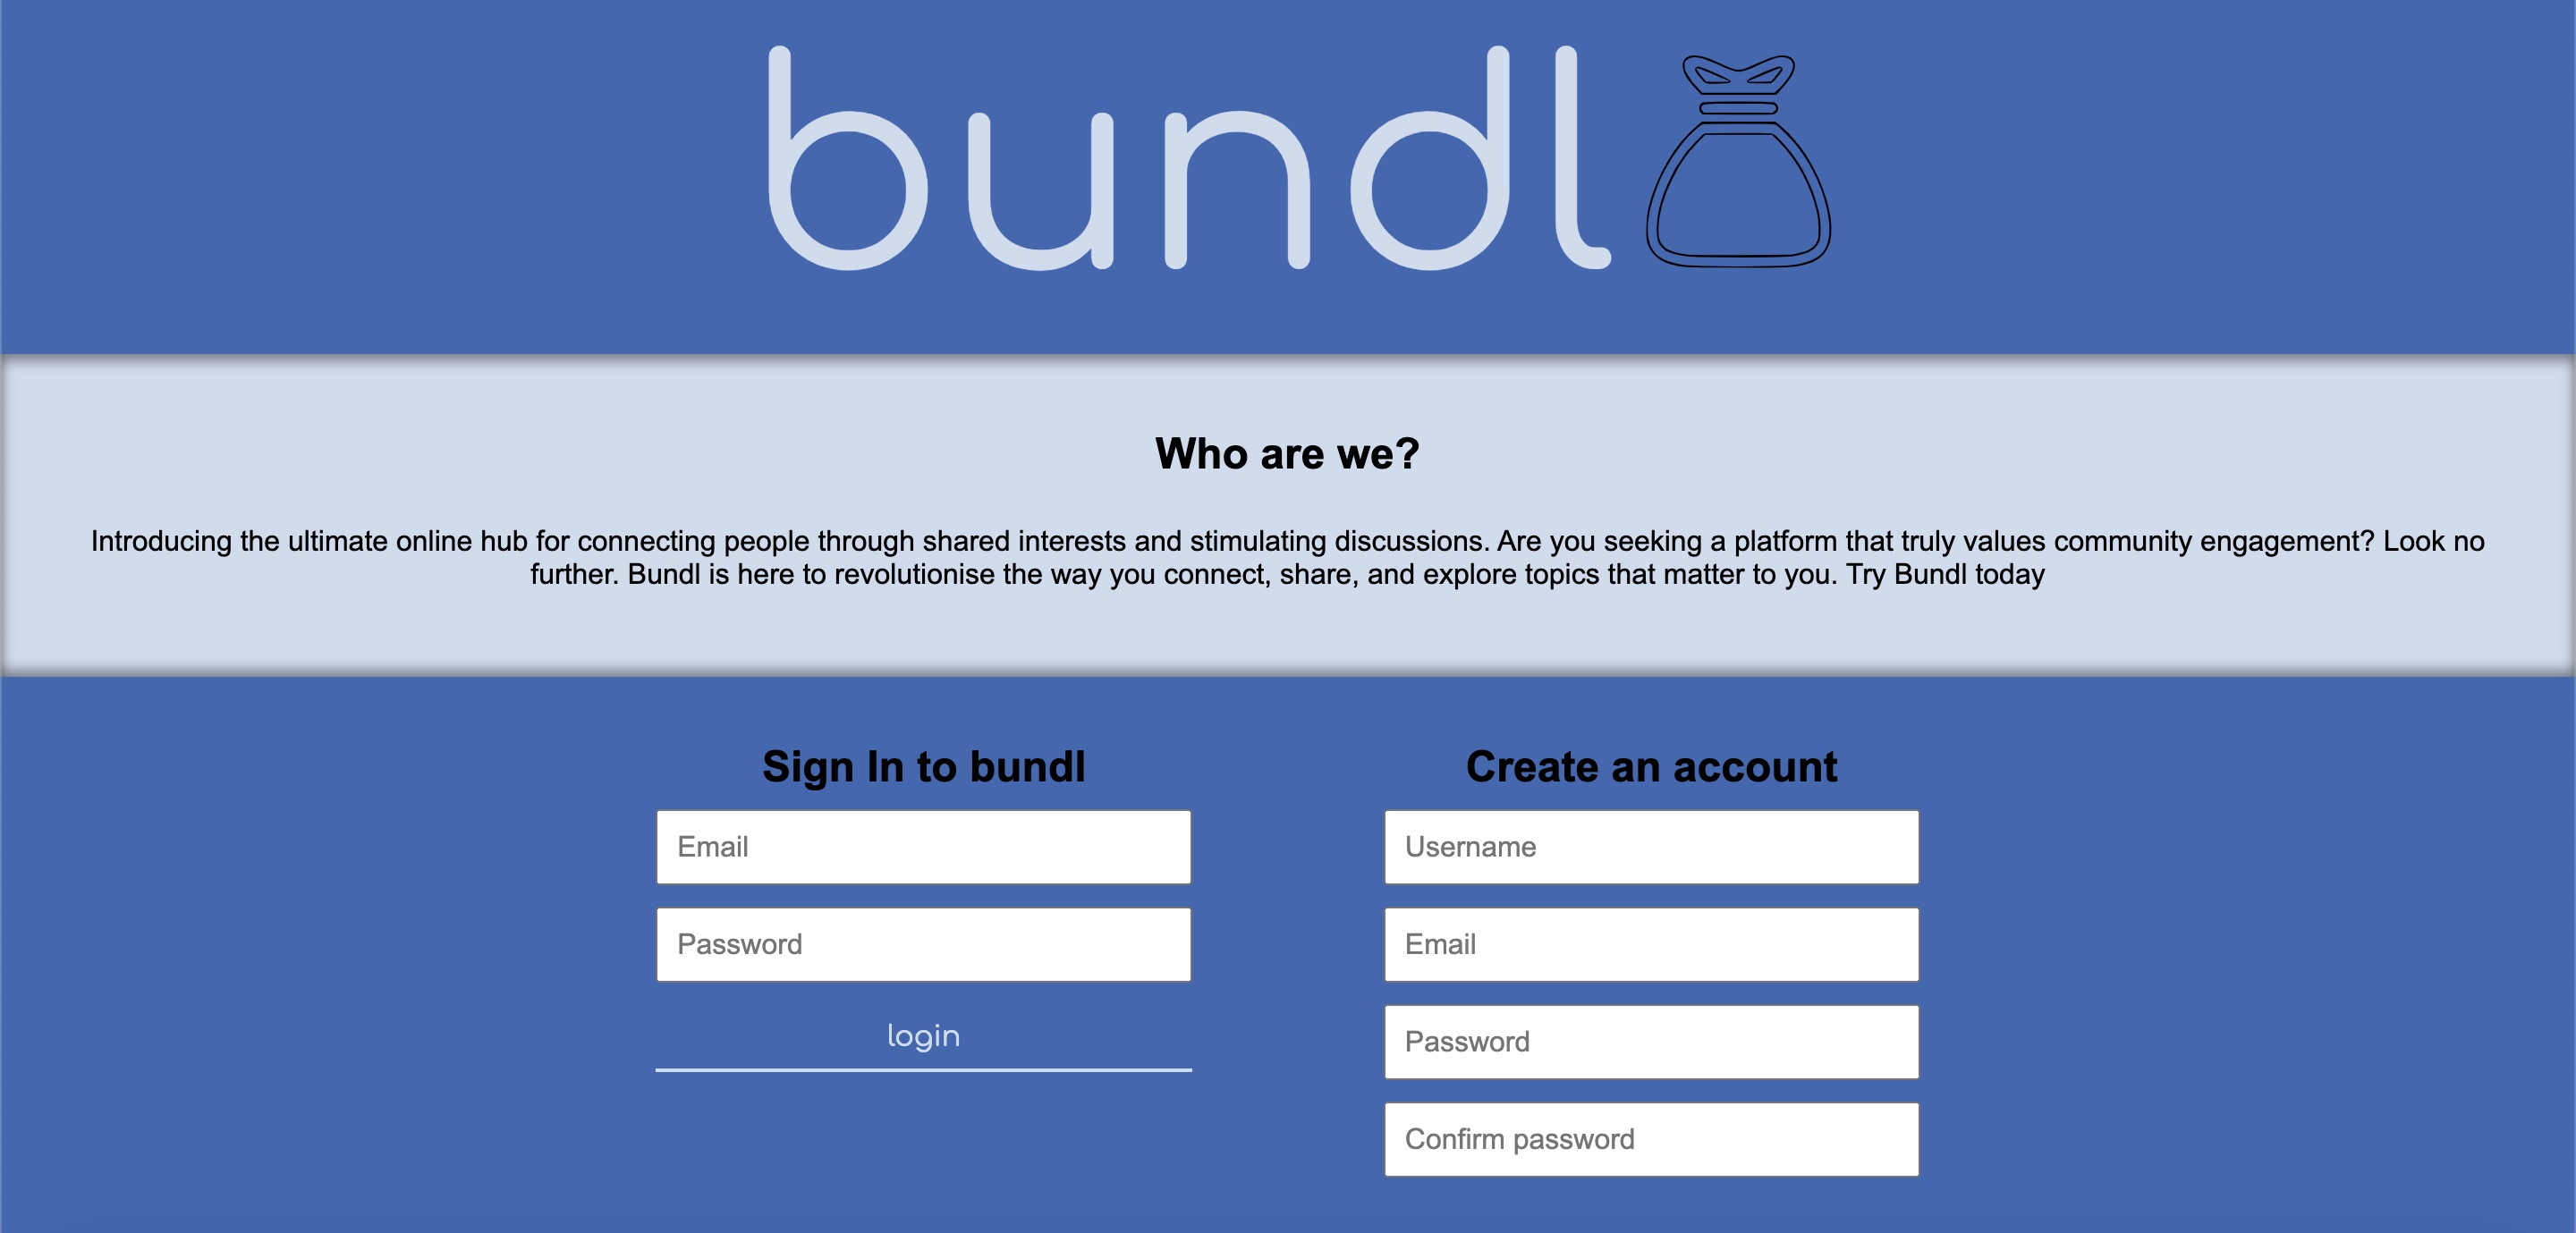 bundl
Who are we?
Introducing the ultimate online hub for connecting people through shared interests and stimulating discussions. Are you seeking a platform that truly values community engagement? Look no
further. Bundl is here to revolutionise the way you connect, share, and explore topics that matter to you. Try Bundl today
Sign In to bundl
Email
Password
login
Create an account
Username
Email
Password
Confirm password